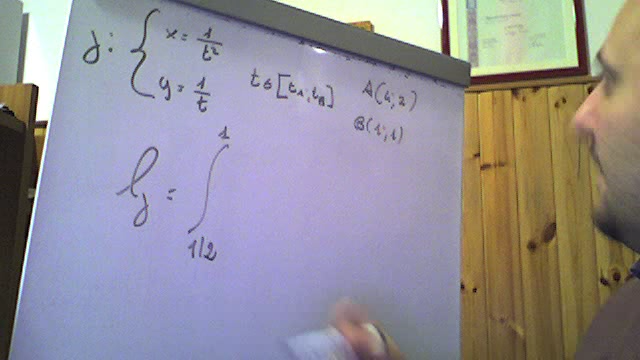 γ: { x = 1/t²
y = 1/t t ∈ [t_A; t_B] A(4; 2)
B(1; 1)
l_γ = ∫_{1/2}^{1}